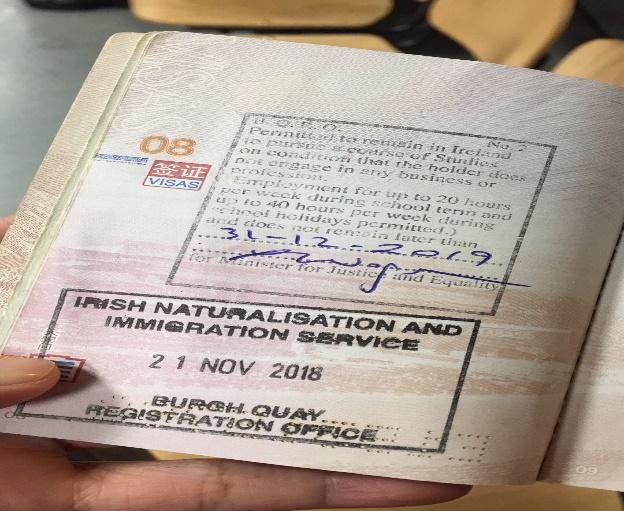 08
签证
VISAS
No. 2
Permitted to remain in Ireland
to pursue a course of Studies
on condition that the holder does
not engage in any business or
profession.
Employment for up to 20 hours
per week during school term and
up to 40 hours per week during
school holidays permitted.)
and does not remain later than
31-12-2019
for Minister for Justice and Equality
IRISH NATURALISATION AND
IMMIGRATION SERVICE
21 NOV 2018
BURGH QUAY
REGISTRATION OFFICE
09